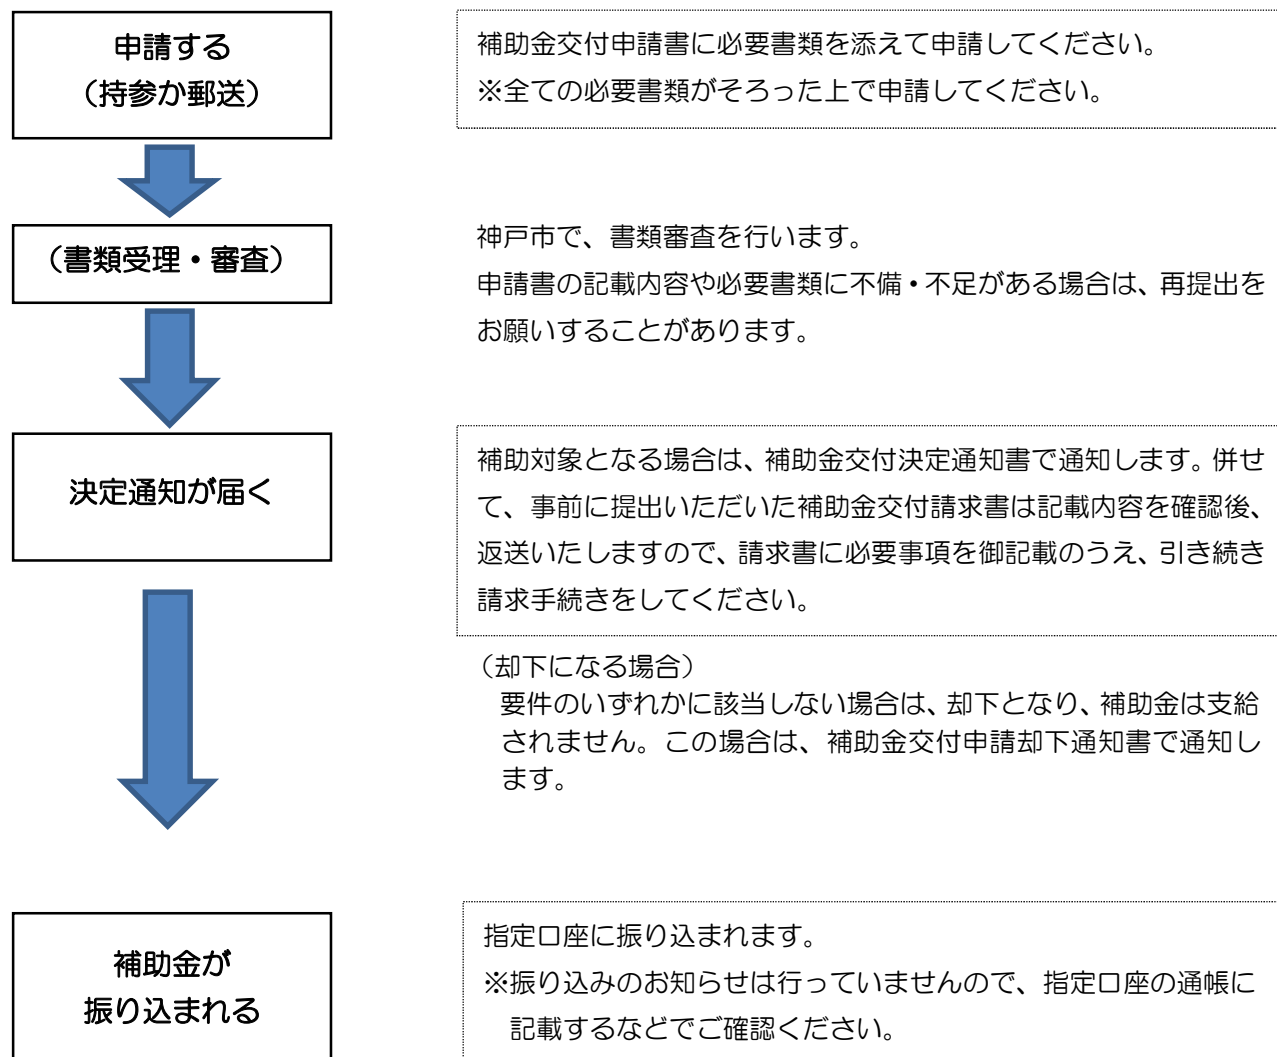 申請する
（持参か郵送）
補助金交付申請書に必要書類を添えて申請してください。
※全ての必要書類がそろった上で申請してください。
（書類受理・審査）
神戸市で、書類審査を行います。
申請書の記載内容や必要書類に不備・不足がある場合は、再提出を
お願いすることがあります。
決定通知が届く
補助対象となる場合は、補助金交付決定通知書で通知します。併せ
て、事前に提出いただいた補助金交付請求書は記載内容を確認後、
返送いたしますので、請求書に必要事項を御記載のうえ、引き続き
請求手続きをしてください。
（却下になる場合）
要件のいずれかに該当しない場合は、却下となり、補助金は支給
されません。この場合は、補助金交付申請却下通知書で通知し
ます。
補助金が
振り込まれる
指定口座に振り込まれます。
※振り込みのお知らせは行っていませんので、指定口座の通帳に
記載するなどでご確認ください。